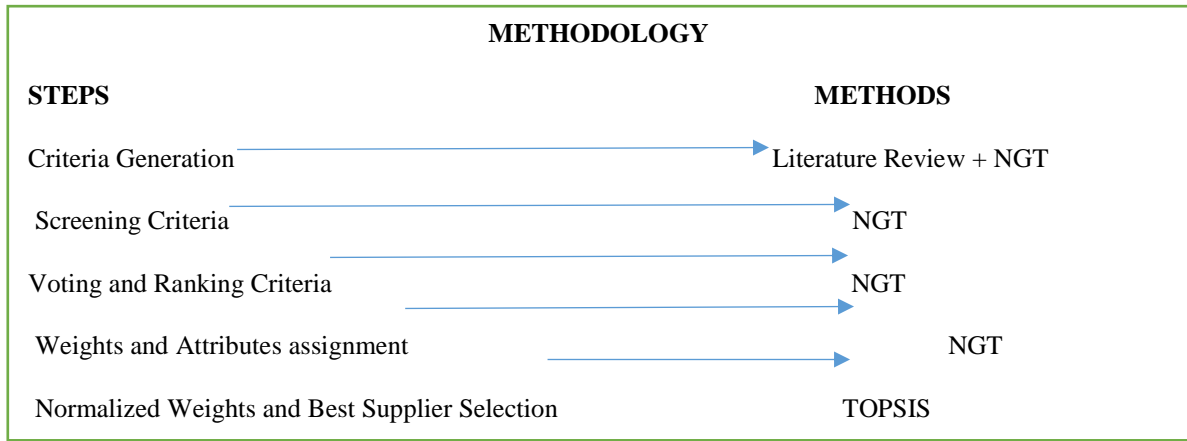 METHODOLOGY
STEPS METHODS
Criteria Generation Literature Review + NGT
Screening Criteria NGT
Voting and Ranking Criteria NGT
Weights and Attributes assignment NGT
Normalized Weights and Best Supplier Selection TOPSIS